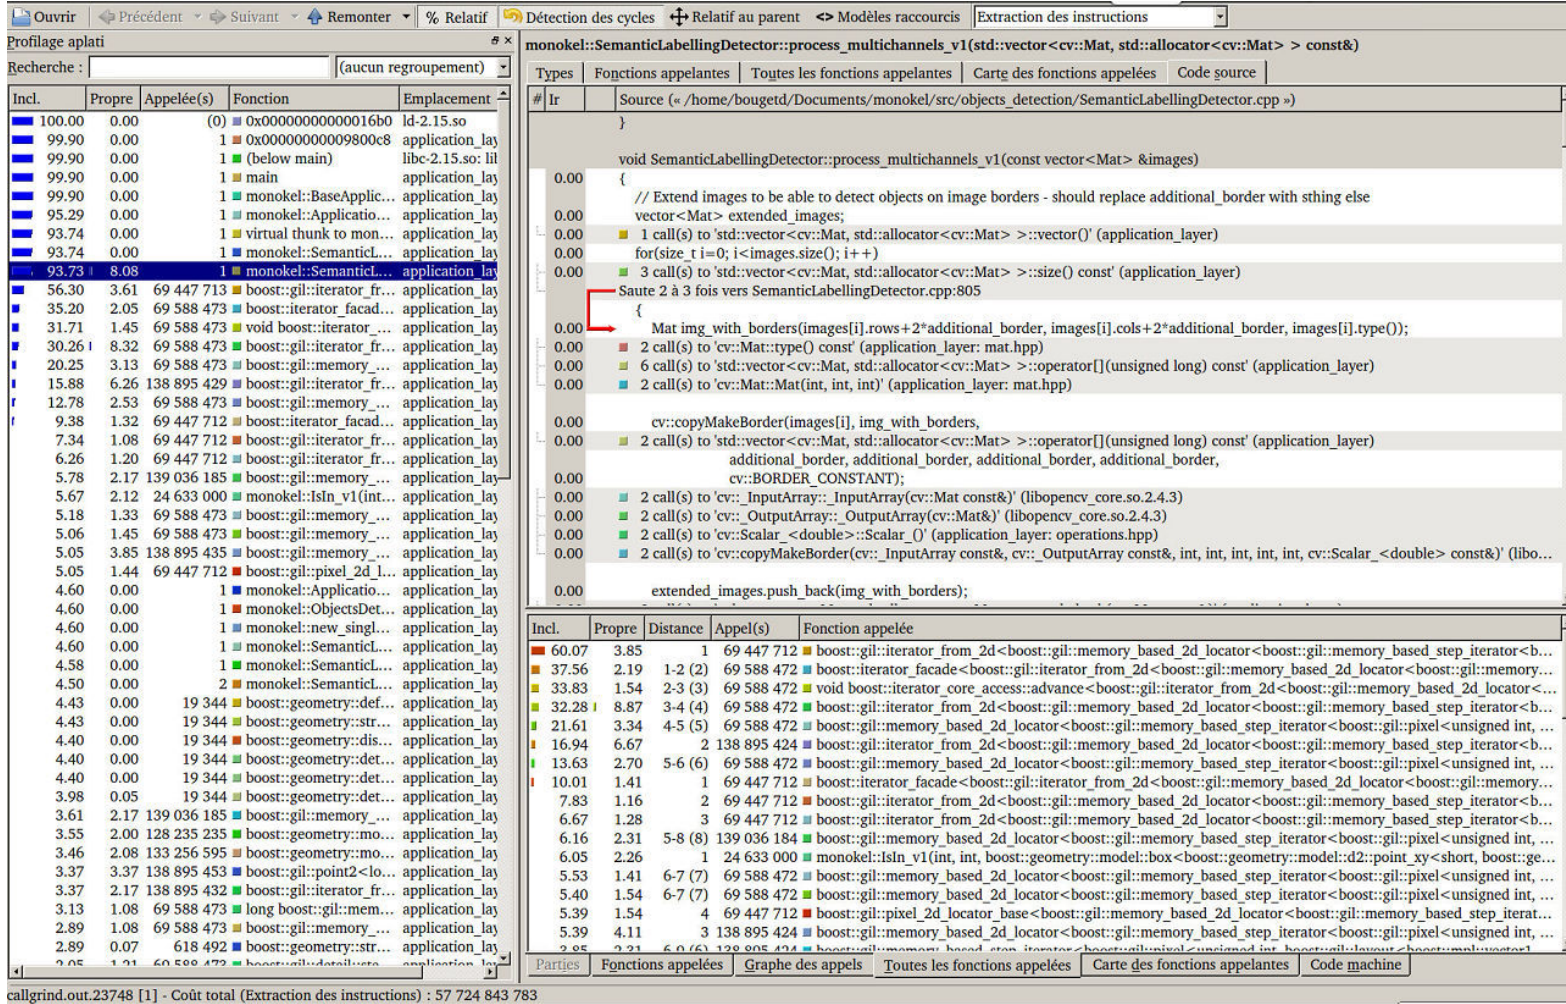 Ouvrir Précédent Suivant Remonter % Relatif Détection des cycles Relatif au parent <> Modèles raccourcis Extraction des instructions
Profilage aplati
Recherche : (aucun regroupement)
Incl. Propre Appelée(s) Fonction Emplacement
100.00 0.00 (0) 0x00000000000016b0 ld-2.15.so
99.90 0.00 1 0x00000000009800c8 application_lay
99.90 0.00 1 (below main) libc-2.15.so: lil
99.90 0.00 1 main application_lay
99.90 0.00 1 monokel::BaseApplic... application_lay
95.29 0.00 1 monokel::Applicatio... application_lay
93.74 0.00 1 virtual thunk to mon... application_lay
93.74 0.00 1 monokel::SemanticL... application_lay
93.73 8.08 1 monokel::SemanticL... application_lay
56.30 3.61 69 447 713 boost::gil::iterator_fr... application_lay
35.20 2.05 69 588 473 boost::iterator_facad... application_lay
31.71 1.45 69 588 473 void boost::iterator_... application_lay
30.26 8.32 69 588 473 boost::gil::iterator_fr... application_lay
20.25 3.13 69 588 473 boost::gil::memory_... application_lay
15.88 6.26 138 895 429 boost::gil::iterator_fr... application_lay
12.78 2.53 69 588 473 boost::gil::memory_... application_lay
9.38 1.32 69 447 712 boost::iterator_facad... application_lay
7.34 1.08 69 447 712 boost::gil::iterator_fr... application_lay
6.26 1.20 69 447 712 boost::gil::iterator_fr... application_lay
5.78 2.17 139 036 185 boost::gil::memory_... application_lay
5.67 2.12 24 633 000 monokel::IsIn_v1(int... application_lay
5.18 1.33 69 588 473 boost::gil::memory_... application_lay
5.06 1.45 69 588 473 boost::gil::memory_... application_lay
5.05 3.85 138 895 435 boost::gil::memory_... application_lay
5.05 1.44 69 447 712 boost::gil::pixel_2d_l... application_lay
4.60 0.00 1 monokel::Applicatio... application_lay
4.60 0.00 1 monokel::ObjectsDet... application_lay
4.60 0.00 1 monokel::new_singl... application_lay
4.60 0.00 1 monokel::SemanticL... application_lay
4.58 0.00 1 monokel::SemanticL... application_lay
4.50 0.00 2 monokel::SemanticL... application_lay
4.43 0.00 19 344 boost::geometry::def... application_lay
4.43 0.00 19 344 boost::geometry::str... application_lay
4.40 0.00 19 344 boost::geometry::dis... application_lay
4.40 0.00 19 344 boost::geometry::det... application_lay
4.40 0.00 19 344 boost::geometry::det... application_lay
3.98 0.05 19 344 boost::geometry::det... application_lay
3.61 2.17 139 036 185 boost::gil::memory_... application_lay
3.55 2.00 128 235 235 boost::geometry::mo... application_lay
3.46 2.08 133 256 595 boost::geometry::mo... application_lay
3.37 3.37 138 895 453 boost::gil::point2<lo... application_lay
3.37 2.17 138 895 432 boost::gil::iterator_fr... application_lay
3.13 1.08 69 588 473 long boost::gil::mem... application_lay
2.89 1.08 69 588 473 boost::gil::memory_... application_lay
2.89 0.07 618 492 boost::geometry::str... application_lay
monokel::SemanticLabellingDetector::process_multichannels_v1(std::vector<cv::Mat, std::allocator<cv::Mat> > const&)
Types Fonctions appelantes Toutes les fonctions appelantes Carte des fonctions appelées Code source
# Ir Source (« /home/bougetd/Documents/monokel/src/objects_detection/SemanticLabellingDetector.cpp »)
}
void SemanticLabellingDetector::process_multichannels_v1(const vector<Mat> &images)
0.00 {
// Extend images to be able to detect objects on image borders - should replace additional_border with sthing else
0.00 vector<Mat> extended_images;
0.00 1 call(s) to 'std::vector<cv::Mat, std::allocator<cv::Mat> >::vector()' (application_layer)
0.00 for(size_t i=0; i<images.size(); i++)
0.00 3 call(s) to 'std::vector<cv::Mat, std::allocator<cv::Mat> >::size() const' (application_layer)
Saute 2 à 3 fois vers SemanticLabellingDetector.cpp:805
{
0.00 Mat img_with_borders(images[i].rows+2*additional_border, images[i].cols+2*additional_border, images[i].type());
0.00 2 call(s) to 'cv::Mat::type() const' (application_layer: mat.hpp)
0.00 6 call(s) to 'std::vector<cv::Mat, std::allocator<cv::Mat> >::operator[](unsigned long) const' (application_layer)
0.00 2 call(s) to 'cv::Mat::Mat(int, int, int)' (application_layer: mat.hpp)
0.00 cv::copyMakeBorder(images[i], img_with_borders,
0.00 2 call(s) to 'std::vector<cv::Mat, std::allocator<cv::Mat> >::operator[](unsigned long) const' (application_layer)
additional_border, additional_border, additional_border, additional_border,
0.00 cv::BORDER_CONSTANT);
0.00 2 call(s) to 'cv::_InputArray::_InputArray(cv::Mat const&)' (libopencv_core.so.2.4.3)
0.00 2 call(s) to 'cv::_OutputArray::_OutputArray(cv::Mat&)' (libopencv_core.so.2.4.3)
0.00 2 call(s) to 'cv::Scalar_<double>::Scalar_()' (application_layer: operations.hpp)
0.00 2 call(s) to 'cv::copyMakeBorder(cv::_InputArray const&, cv::_OutputArray const&, int, int, int, int, int, cv::Scalar_<double> const&)' (libo...
0.00 extended_images.push_back(img_with_borders);
Incl. Propre Distance Appel(s) Fonction appelée
60.07 3.85 1 69 447 712 boost::gil::iterator_from_2d<boost::gil::memory_based_2d_locator<boost::gil::memory_based_step_iterator<b...
37.56 2.19 1-2 (2) 69 588 472 boost::iterator_facade<boost::gil::iterator_from_2d<boost::gil::memory_based_2d_locator<boost::gil::memory...
33.83 1.54 2-3 (3) 69 588 472 void boost::iterator_core_access::advance<boost::gil::iterator_from_2d<boost::gil::memory_based_2d_locator<...
32.28 8.87 3-4 (4) 69 588 472 boost::gil::iterator_from_2d<boost::gil::memory_based_2d_locator<boost::gil::memory_based_step_iterator<b...
21.61 3.34 4-5 (5) 69 588 472 boost::gil::memory_based_2d_locator<boost::gil::memory_based_step_iterator<boost::gil::pixel<unsigned int, ...
16.94 6.67 2 138 895 424 boost::gil::iterator_from_2d<boost::gil::memory_based_2d_locator<boost::gil::memory_based_step_iterator<b...
13.63 2.70 5-6 (6) 69 588 472 boost::gil::memory_based_2d_locator<boost::gil::memory_based_step_iterator<boost::gil::pixel<unsigned int, ...
10.01 1.41 1 69 447 712 boost::iterator_facade<boost::gil::iterator_from_2d<boost::gil::memory_based_2d_locator<boost::gil::memory...
7.83 1.16 2 69 447 712 boost::gil::iterator_from_2d<boost::gil::memory_based_2d_locator<boost::gil::memory_based_step_iterator<b...
6.67 1.28 3 69 447 712 boost::gil::iterator_from_2d<boost::gil::memory_based_2d_locator<boost::gil::memory_based_step_iterator<b...
6.16 2.31 5-8 (8) 139 036 184 boost::gil::memory_based_2d_locator<boost::gil::memory_based_step_iterator<boost::gil::pixel<unsigned int, ...
6.05 2.26 1 24 633 000 monokel::IsIn_v1(int, int, boost::geometry::model::box<boost::geometry::model::d2::point_xy<short, boost::ge...
5.53 1.41 6-7 (7) 69 588 472 boost::gil::memory_based_2d_locator<boost::gil::memory_based_step_iterator<boost::gil::pixel<unsigned int, ...
5.40 1.54 6-7 (7) 69 588 472 boost::gil::memory_based_2d_locator<boost::gil::memory_based_step_iterator<boost::gil::pixel<unsigned int, ...
5.39 1.54 4 69 447 712 boost::gil::pixel_2d_locator_base<boost::gil::memory_based_2d_locator<boost::gil::memory_based_step_iterat...
5.39 4.11 3 138 895 424 boost::gil::memory_based_2d_locator<boost::gil::memory_based_step_iterator<boost::gil::pixel<unsigned int, ...
Parties Fonctions appelées Graphe des appels Toutes les fonctions appelées Carte des fonctions appelantes Code machine
callgrind.out.23748 [1] - Coût total (Extraction des instructions) : 57 724 843 783